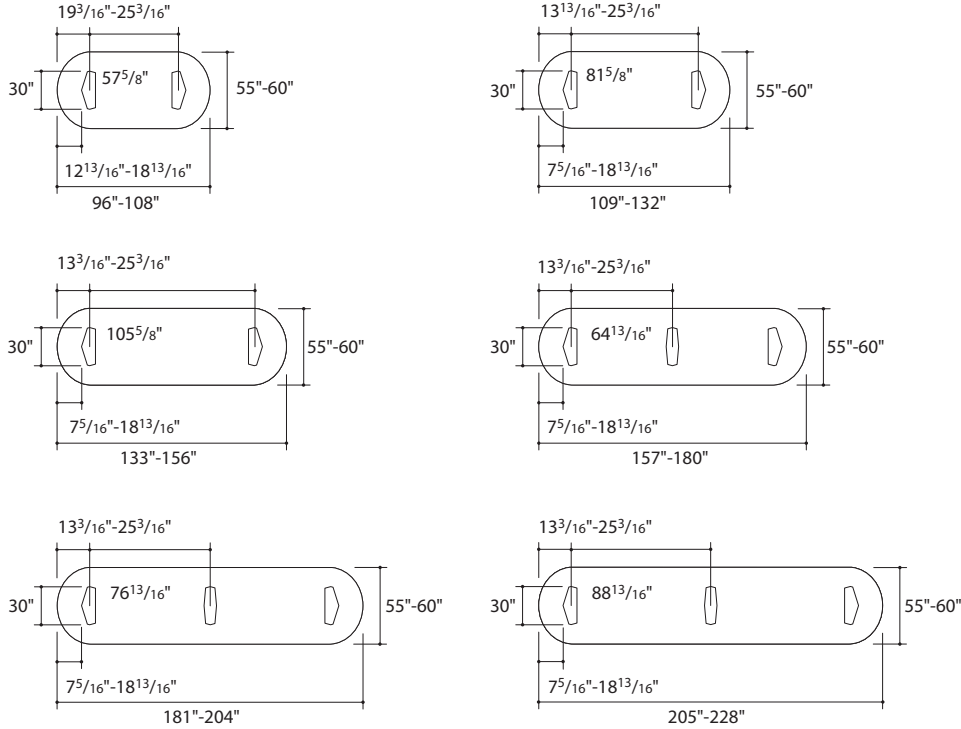 19 3/16"-25 3/16"
57 5/8"
30"
55"-60"
12 13/16"-18 13/16"
96"-108"
13 13/16"-25 3/16"
81 5/8"
30"
55"-60"
7 5/16"-18 13/16"
109"-132"
13 3/16"-25 3/16"
105 5/8"
30"
55"-60"
7 5/16"-18 13/16"
133"-156"
13 3/16"-25 3/16"
64 13/16"
30"
55"-60"
7 5/16"-18 13/16"
157"-180"
13 3/16"-25 3/16"
76 13/16"
30"
55"-60"
7 5/16"-18 13/16"
181"-204"
13 3/16"-25 3/16"
88 13/16"
30"
55"-60"
7 5/16"-18 13/16"
205"-228"